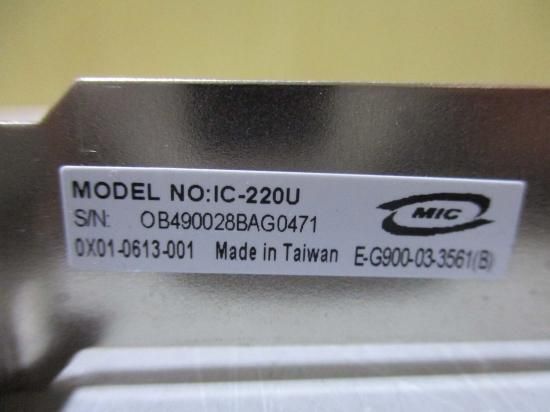 MODEL NO:IC-220U
S/N: OB490028BAG0471
MIC
0X01-0613-001 Made in Taiwan E-G900-03-3561(B)